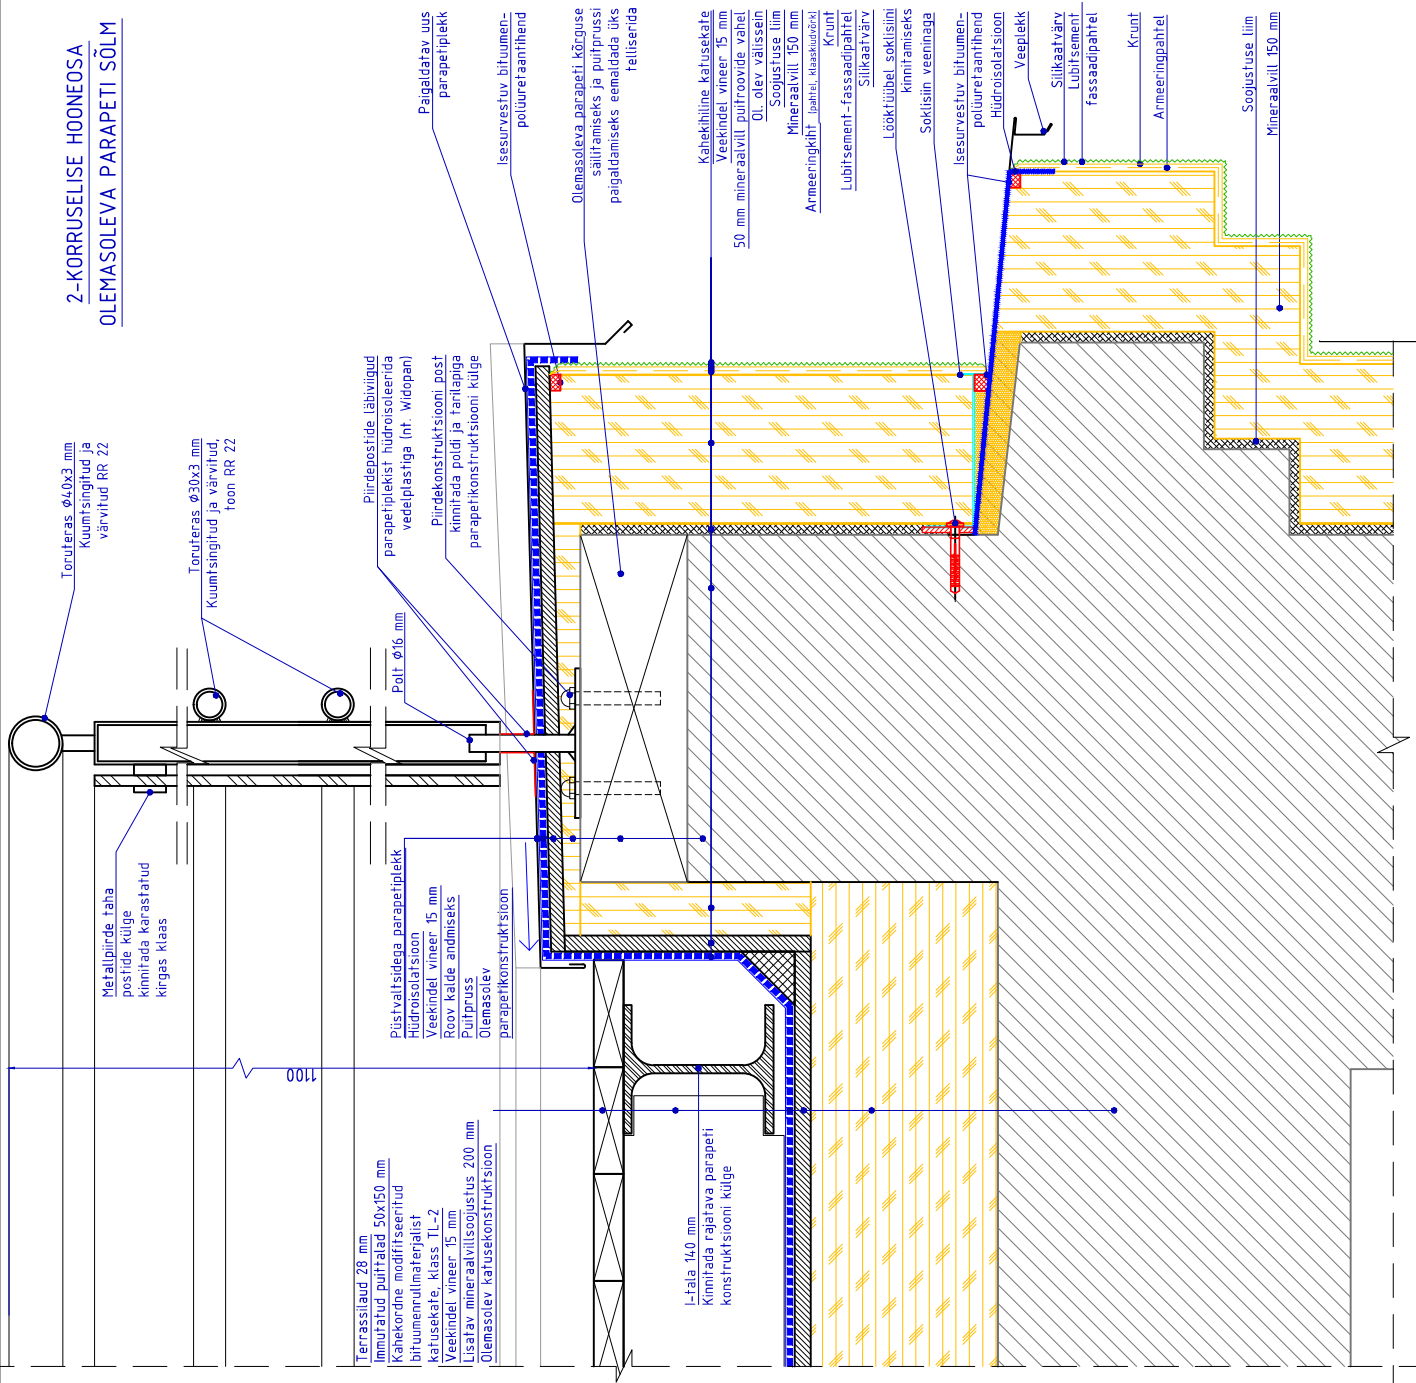 2-KORRUSELISE HOONEOSA
OLEMASOLEVA PARAPETI SÕLM
Toruteras Ø40x3 mm
Kuumtsingitud ja
värvitud RR 22
Toruteras Ø30x3 mm
Kuumtsingitud ja värvitud,
toon RR 22
Piirdepostide läbiviigud
parapetiplekist hüdroisoleerida
vedelplastiga (nt. Widopan)
Polt Ø16 mm
Piirdekonstruktsiooni post
kinnitada poldi ja tarilapiga
parapetikonstruktsiooni külge
Paigaldatav uus
parapetiplekk
Isesurvestuv bituumen-
polüuretaantihend
Olemasoleva parapeti kõrguse
säilitamiseks ja puitprussi
paigaldamiseks eemaldada üks
telliserida
Kahekihiline katusekate
Veekindel vineer 15 mm
50 mm mineraalvill puitroovide vahel
Ol. olev välissein
Soojustuse liim
Mineraalvill 150 mm
Armeeringkiht (pahtel, klaaskiudvõrk)
Krunt
Lubitsement-fassaadipahtel
Silikaatvärv
Lööktüübel soklisiini
kinnitamiseks
Soklisiin veeninaga
Isesurvestuv bituumen-
polüuretaantihend
Hüdroisolatsioon
Veeplekk
Silikaatvärv
Lubitsement
fassaadipahtel
Krunt
Armeeringpahtel
Soojustuse liim
Mineraalvill 150 mm
Metallpiirde taha
postide külge
kinnitada karastatud
kirgas klaas
Püstvaltsidega parapetiplekk
Hüdroisolatsioon
Veekindel vineer 15 mm
Roov kalde andmiseks
Puitpruss
Olemasolev
parapetikonstruktsioon
1100
Terrassilaud 28 mm
Immutatud puittalad 50x150 mm
Kahekordne modifitseeritud
bituumenrullmaterjalist
katusekate, klass TL-2
Veekindel vineer 15 mm
Lisatav mineraalvillsoojustus 200 mm
Olemasolev katusekonstruktsioon
I-tala 140 mm
Kinnitada rajatava parapeti
konstruktsiooni külge